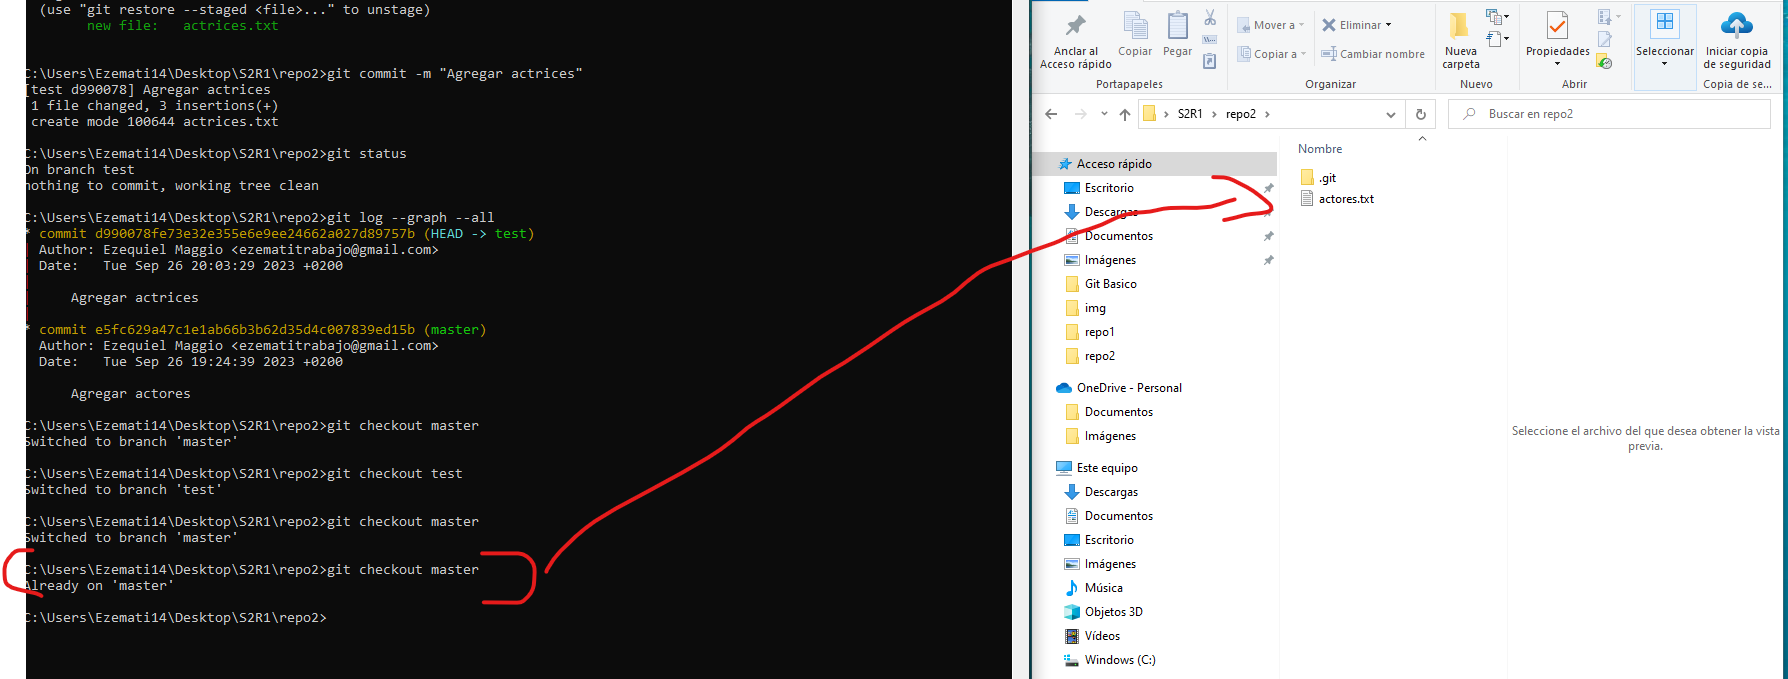 (use "git restore --staged <file>..." to unstage)
new file:   actrices.txt
C:\Users\Ezemati14\Desktop\S2R1\repo2>git commit -m "Agregar actrices"
[test d990078] Agregar actrices
1 file changed, 3 insertions(+)
create mode 100644 actrices.txt
C:\Users\Ezemati14\Desktop\S2R1\repo2>git status
On branch test
nothing to commit, working tree clean
C:\Users\Ezemati14\Desktop\S2R1\repo2>git log --graph --all
* commit d990078fe73e32e355e6e9ee24662a027d89757b (HEAD -> test)
| Author: Ezequiel Maggio <ezematitrabajo@gmail.com>
| Date:   Tue Sep 26 20:03:29 2023 +0200
|
|     Agregar actrices
|
* commit e5fc629a47c1e1ab66b3b62d35d4c007839ed15b (master)
Author: Ezequiel Maggio <ezematitrabajo@gmail.com>
Date:   Tue Sep 26 19:24:39 2023 +0200
Agregar actores
C:\Users\Ezemati14\Desktop\S2R1\repo2>git checkout master
Switched to branch 'master'
C:\Users\Ezemati14\Desktop\S2R1\repo2>git checkout test
Switched to branch 'test'
C:\Users\Ezemati14\Desktop\S2R1\repo2>git checkout master
Switched to branch 'master'
C:\Users\Ezemati14\Desktop\S2R1\repo2>git checkout master
Already on 'master'
C:\Users\Ezemati14\Desktop\S2R1\repo2>
Anclar al
Acceso rápido
Copiar
Pegar
Portapapeles
Mover a
Copiar a
Eliminar
Cambiar nombre
Organizar
Nueva
carpeta
Nuevo
Propiedades
Abrir
Seleccionar
Iniciar copia
de seguridad
Copia de se...
S2R1 > repo2 >
Buscar en repo2
Acceso rápido
Escritorio
Descargas
Documentos
Imágenes
Git Basico
img
repo1
repo2
OneDrive - Personal
Documentos
Imágenes
Este equipo
Descargas
Documentos
Escritorio
Imágenes
Música
Objetos 3D
Vídeos
Windows (C:)
Nombre
.git
actores.txt
Seleccione el archivo del que desea obtener la vista
previa.